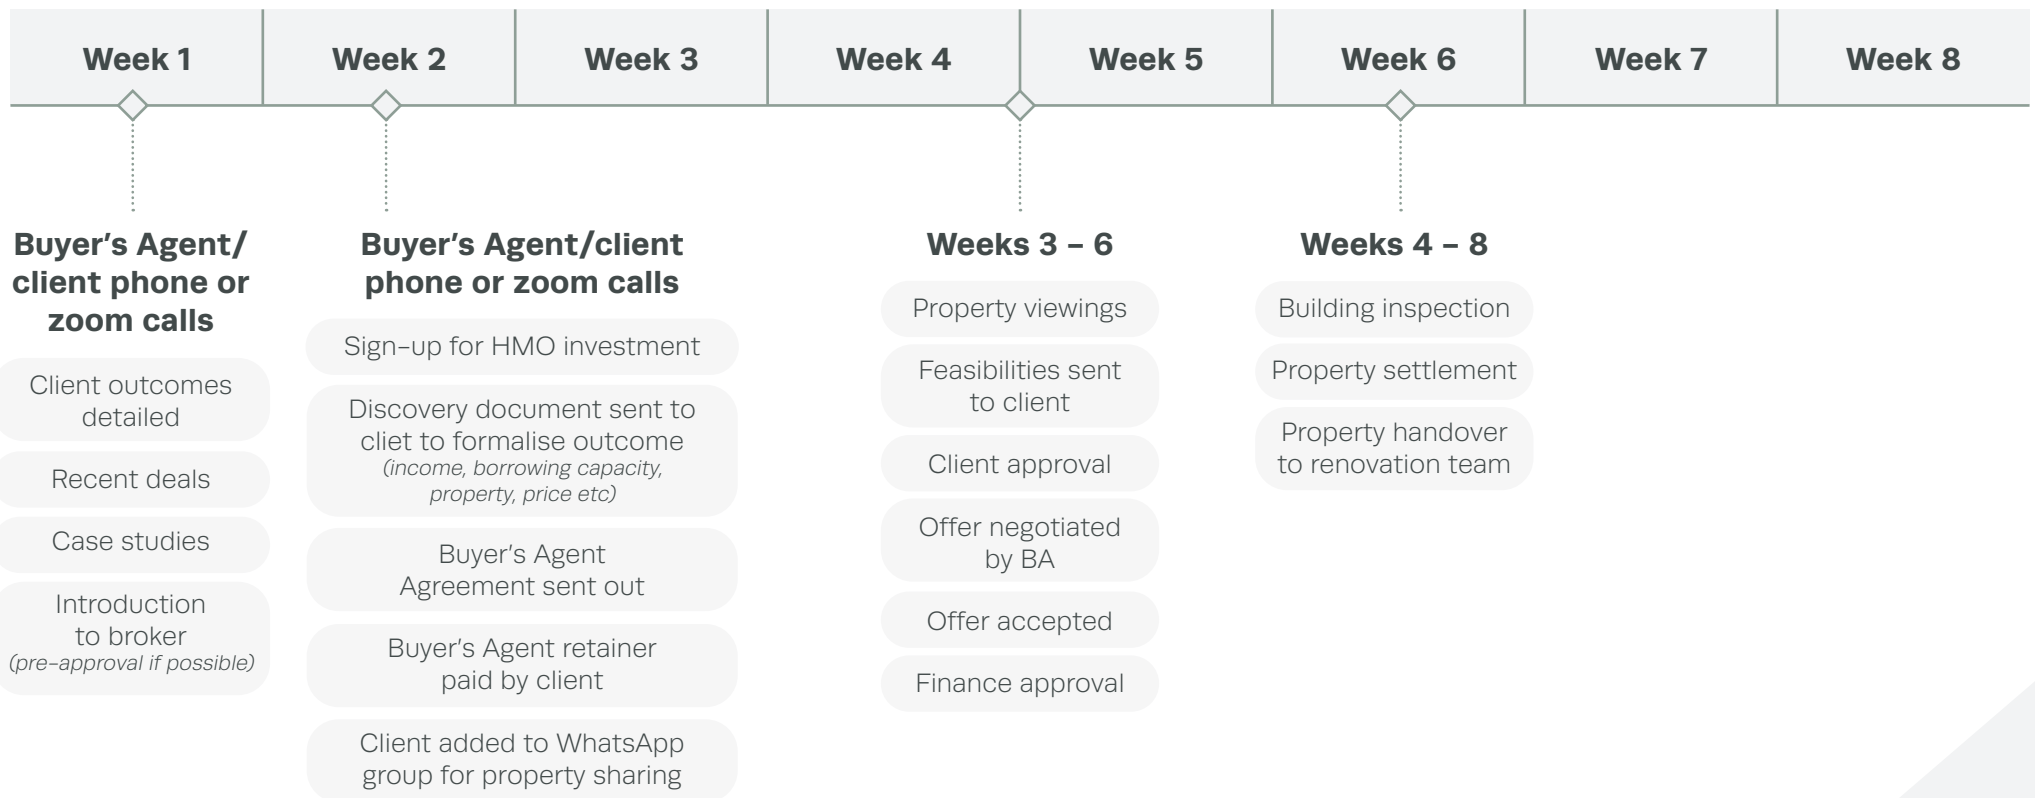 Week 1
Week 2
Week 3
Week 4
Week 5
Week 6
Week 7
Week 8
Buyer's Agent/
client phone or
zoom calls
Client outcomes
detailed
Recent deals
Case studies
Introduction
to broker
(pre-approval if possible)
Buyer's Agent/client
phone or zoom calls
Sign-up for HMO investment
Discovery document sent to
cliet to formalise outcome
(income, borrowing capacity,
property, price etc)
Buyer's Agent
Agreement sent out
Buyer's Agent retainer
paid by client
Client added to WhatsApp
group for property sharing
Weeks 3 – 6
Property viewings
Feasibilities sent
to client
Client approval
Offer negotiated
by BA
Offer accepted
Finance approval
Weeks 4 – 8
Building inspection
Property settlement
Property handover
to renovation team